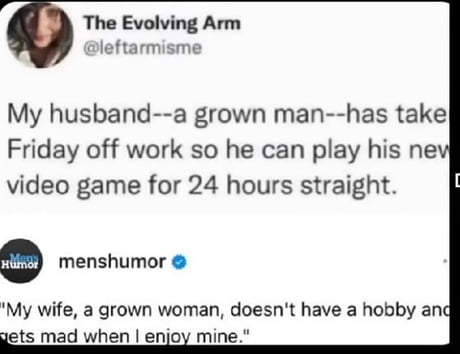 The Evolving Arm
@leftarmisme
My husband--a grown man--has take
Friday off work so he can play his new
video game for 24 hours straight.
Men's
Humor
menshumor
"My wife, a grown woman, doesn't have a hobby and
gets mad when I enjoy mine."